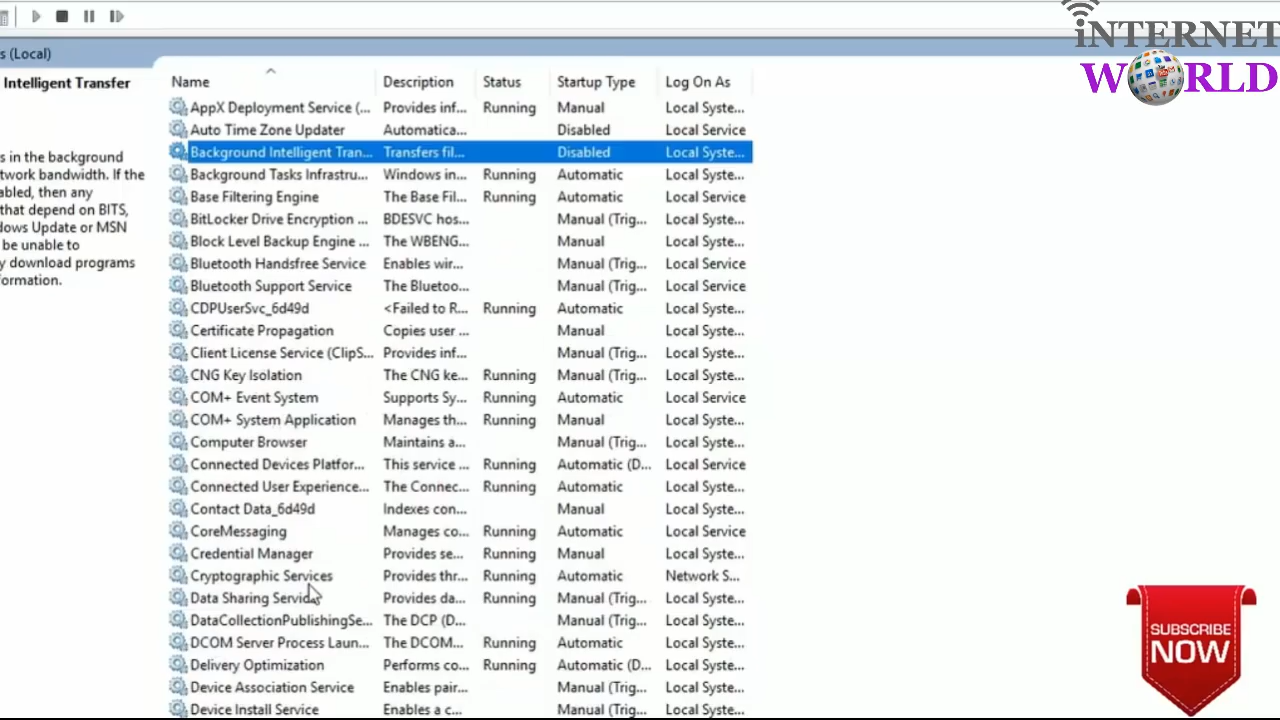 iNTERNET
WORLD
s (Local)
Intelligent Transfer
s in the background
twork bandwidth. If the
abled, then any
that depend on BITS,
dows Update or MSN
be unable to
y download programs
formation.
Name Description Status Startup Type Log On As
AppX Deployment Service (... Provides inf... Running Manual Local Syste...
Auto Time Zone Updater Automatica... Disabled Local Service
Background Intelligent Tran... Transfers fil... Disabled Local Syste...
Background Tasks Infrastru... Windows in... Running Automatic Local Syste...
Base Filtering Engine The Base Fil... Running Automatic Local Service
BitLocker Drive Encryption ... BDESVC hos... Manual (Trig... Local Syste...
Block Level Backup Engine ... The WBENG... Manual Local Syste...
Bluetooth Handsfree Service Enables wir... Manual (Trig... Local Service
Bluetooth Support Service The Bluetoo... Manual (Trig... Local Service
CDPUserSvc_6d49d <Failed to R... Running Automatic Local Syste...
Certificate Propagation Copies user ... Manual Local Syste...
Client License Service (ClipS... Provides inf... Manual (Trig... Local Syste...
CNG Key Isolation The CNG ke... Running Manual (Trig... Local Syste...
COM+ Event System Supports Sy... Running Automatic Local Service
COM+ System Application Manages th... Running Manual Local Syste...
Computer Browser Maintains a... Manual (Trig... Local Syste...
Connected Devices Platfor... This service ... Running Automatic (D... Local Service
Connected User Experience... The Connec... Running Automatic Local Syste...
Contact Data_6d49d Indexes con... Manual Local Syste...
CoreMessaging Manages co... Running Automatic Local Service
Credential Manager Provides se... Running Manual Local Syste...
Cryptographic Services Provides thr... Running Automatic Network S...
Data Sharing Service Provides da... Running Manual (Trig... Local Syste...
DataCollectionPublishingSe... The DCP (D... Manual (Trig... Local Syste...
DCOM Server Process Laun... The DCOM... Running Automatic Local Syste...
Delivery Optimization Performs co... Running Automatic (D... Local Syste...
Device Association Service Enables pair... Manual (Trig... Local Syste...
Device Install Service Enables a c... Manual (Trig... Local Syste...
SUBSCRIBE
NOW